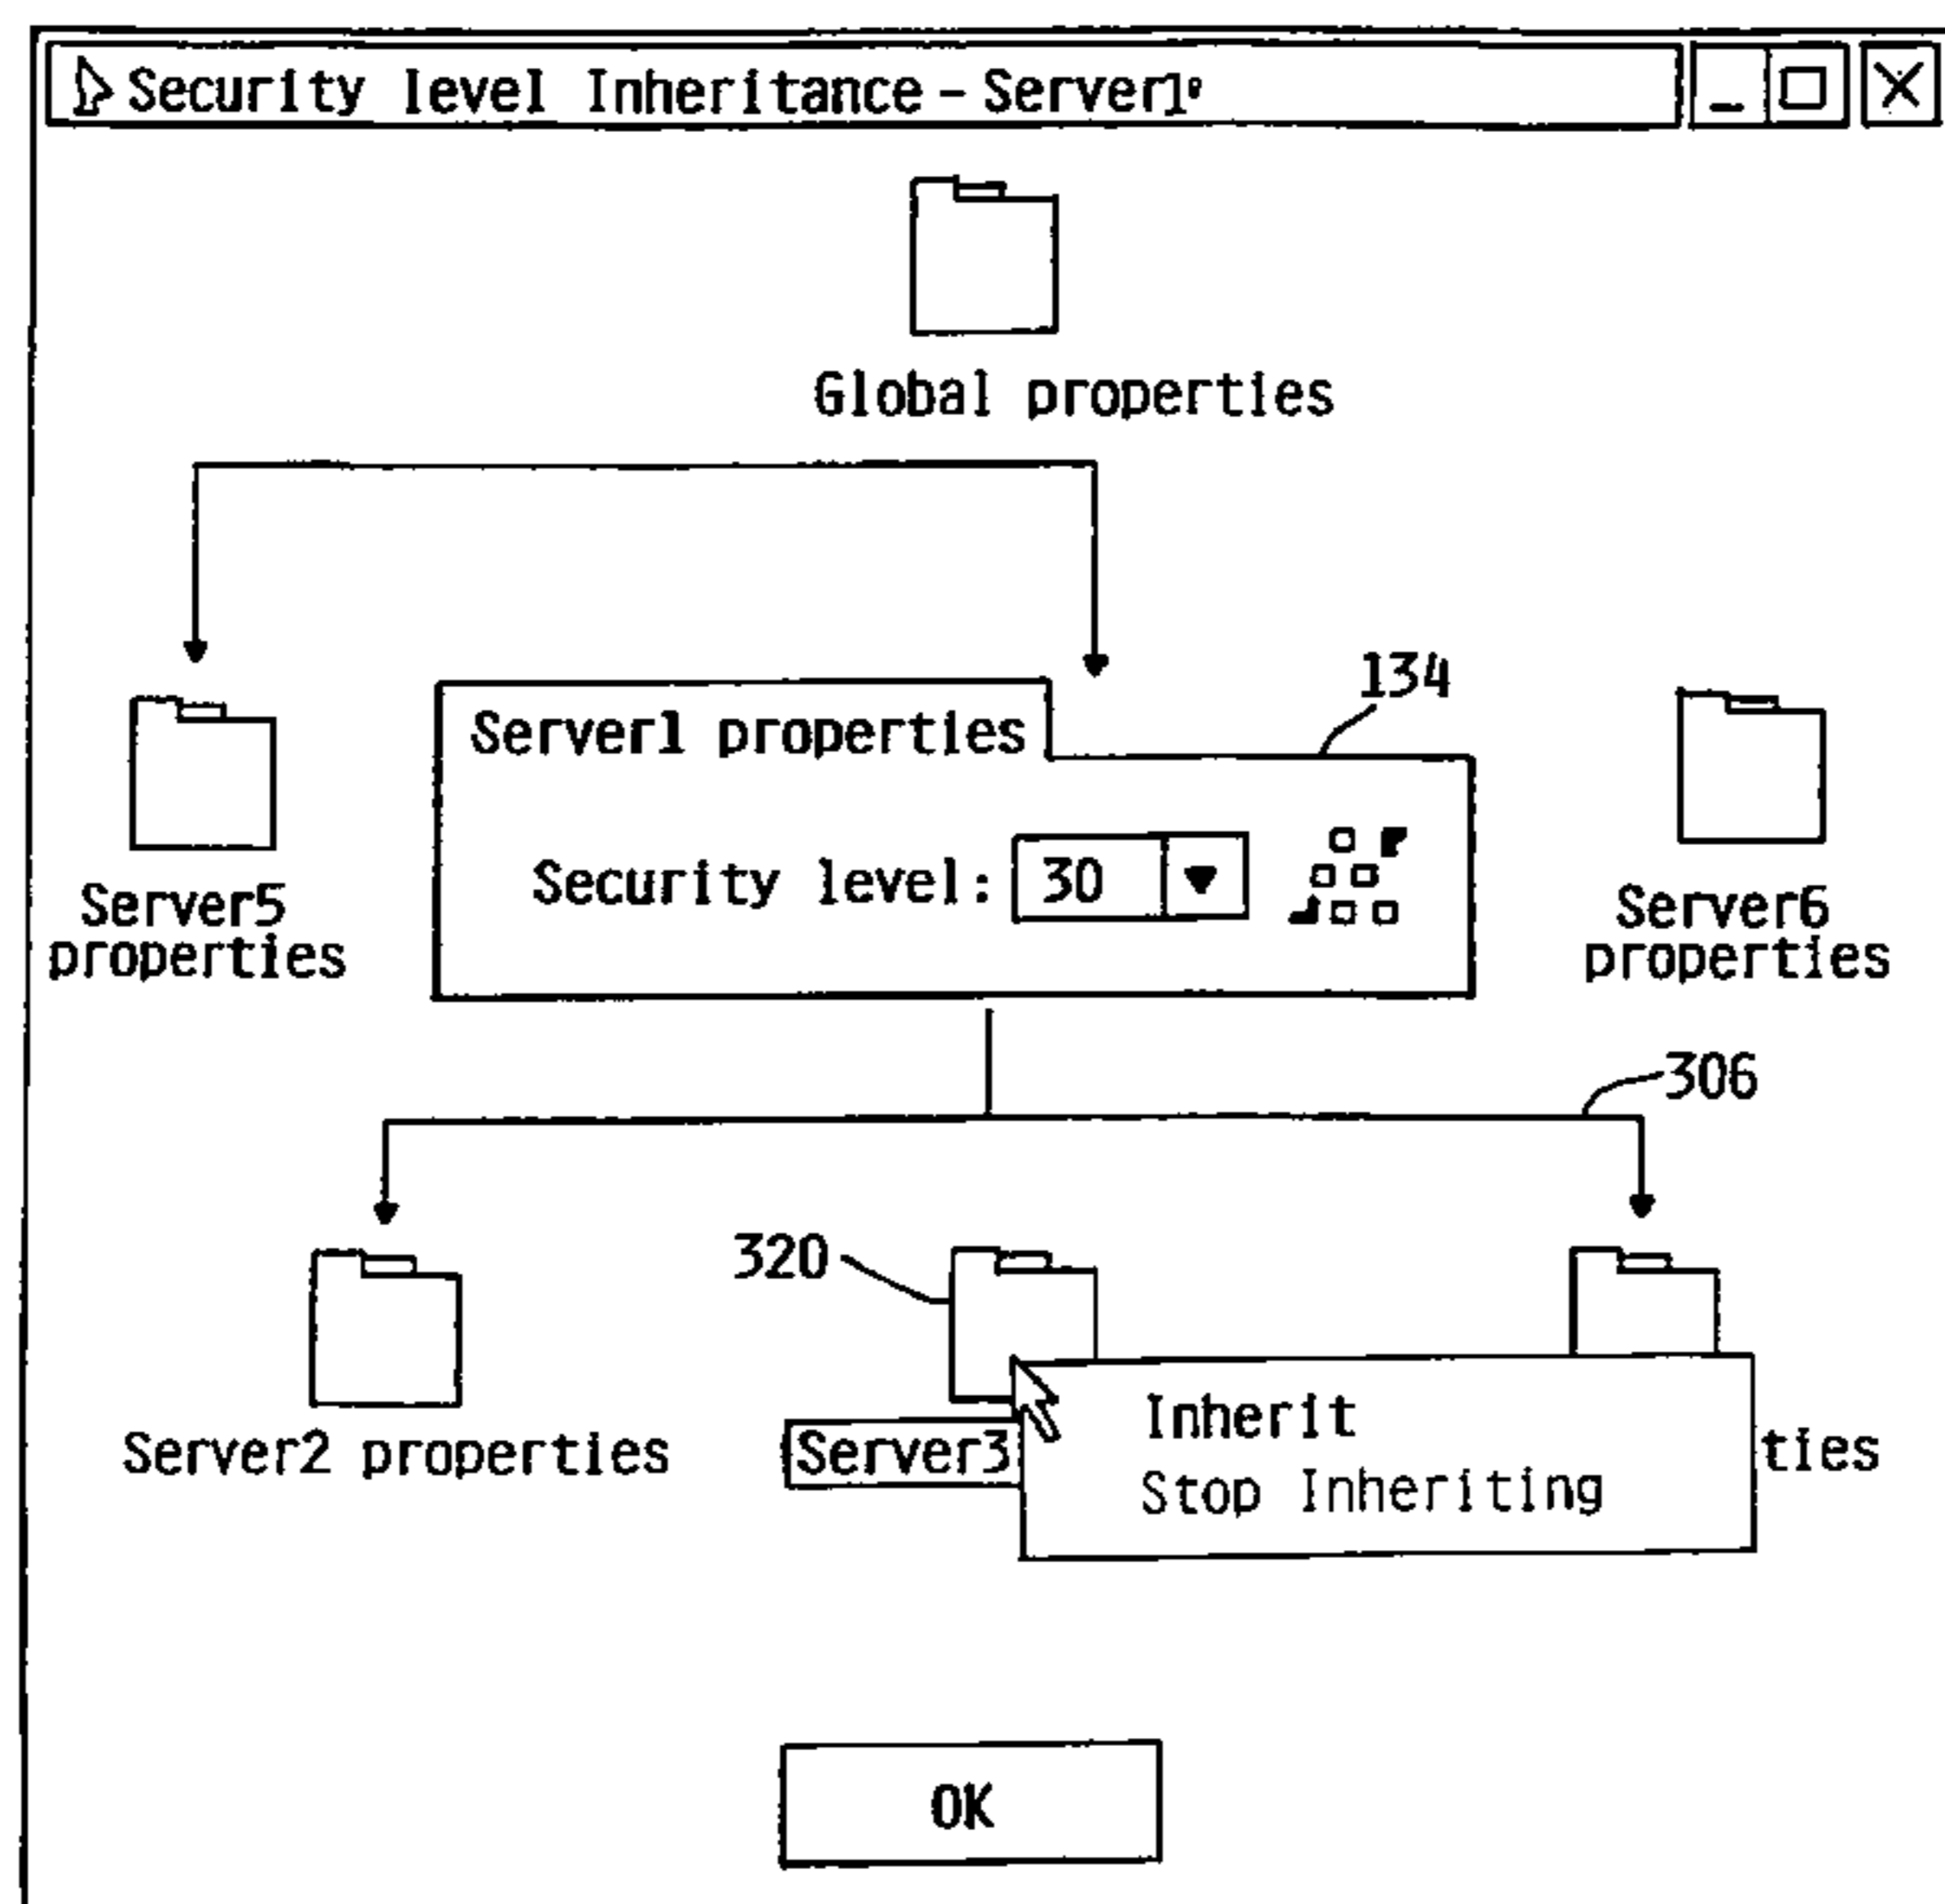 Security level Inheritance - Server1
Global properties
134
Server1 properties
Security level: 30
Server5
properties
Server6
properties
306
320
Inherit
Server2 properties
Server3
ties
Stop Inheriting
OK